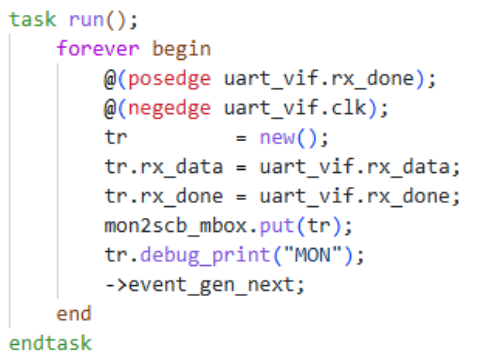 task run();
    forever begin
        @(posedge uart_vif.rx_done);
        @(negedge uart_vif.clk);
        tr         = new();
        tr.rx_data = uart_vif.rx_data;
        tr.rx_done = uart_vif.rx_done;
        mon2scb_mbox.put(tr);
        tr.debug_print("MON");
        ->event_gen_next;
    end
endtask